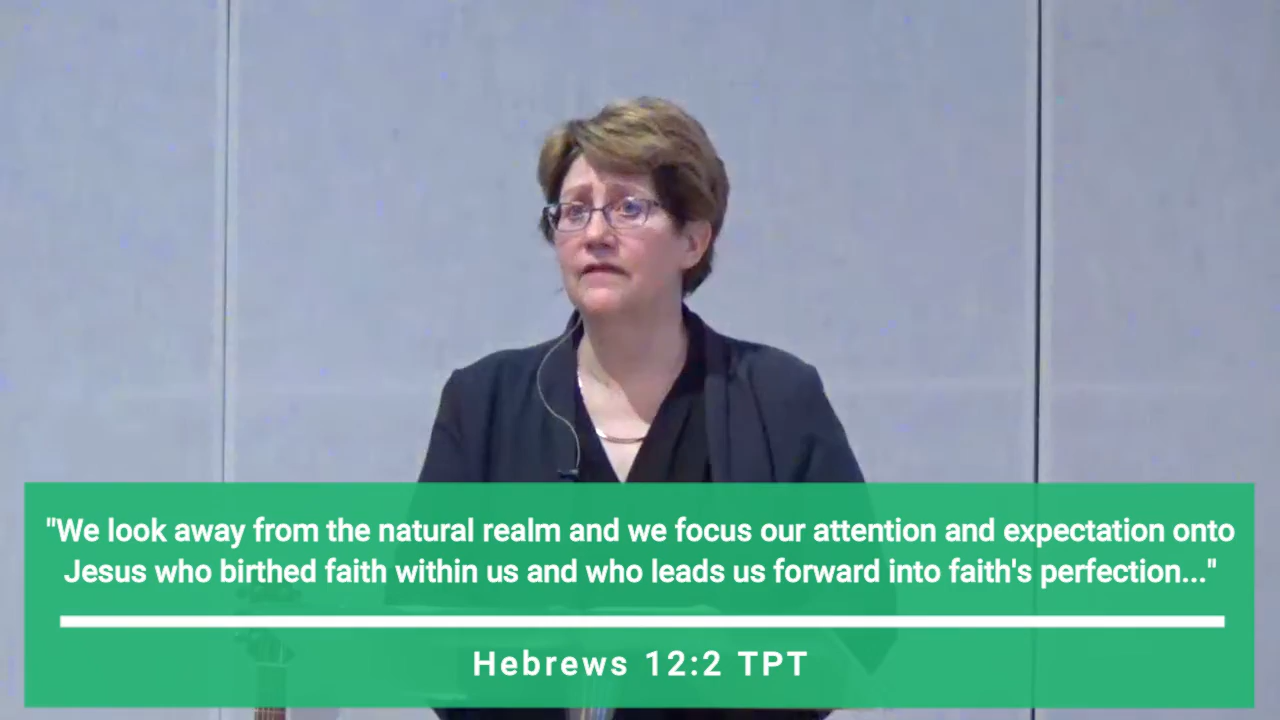 "We look away from the natural realm and we focus our attention and expectation onto
Jesus who birthed faith within us and who leads us forward into faith's perfection..."
Hebrews 12:2 TPT